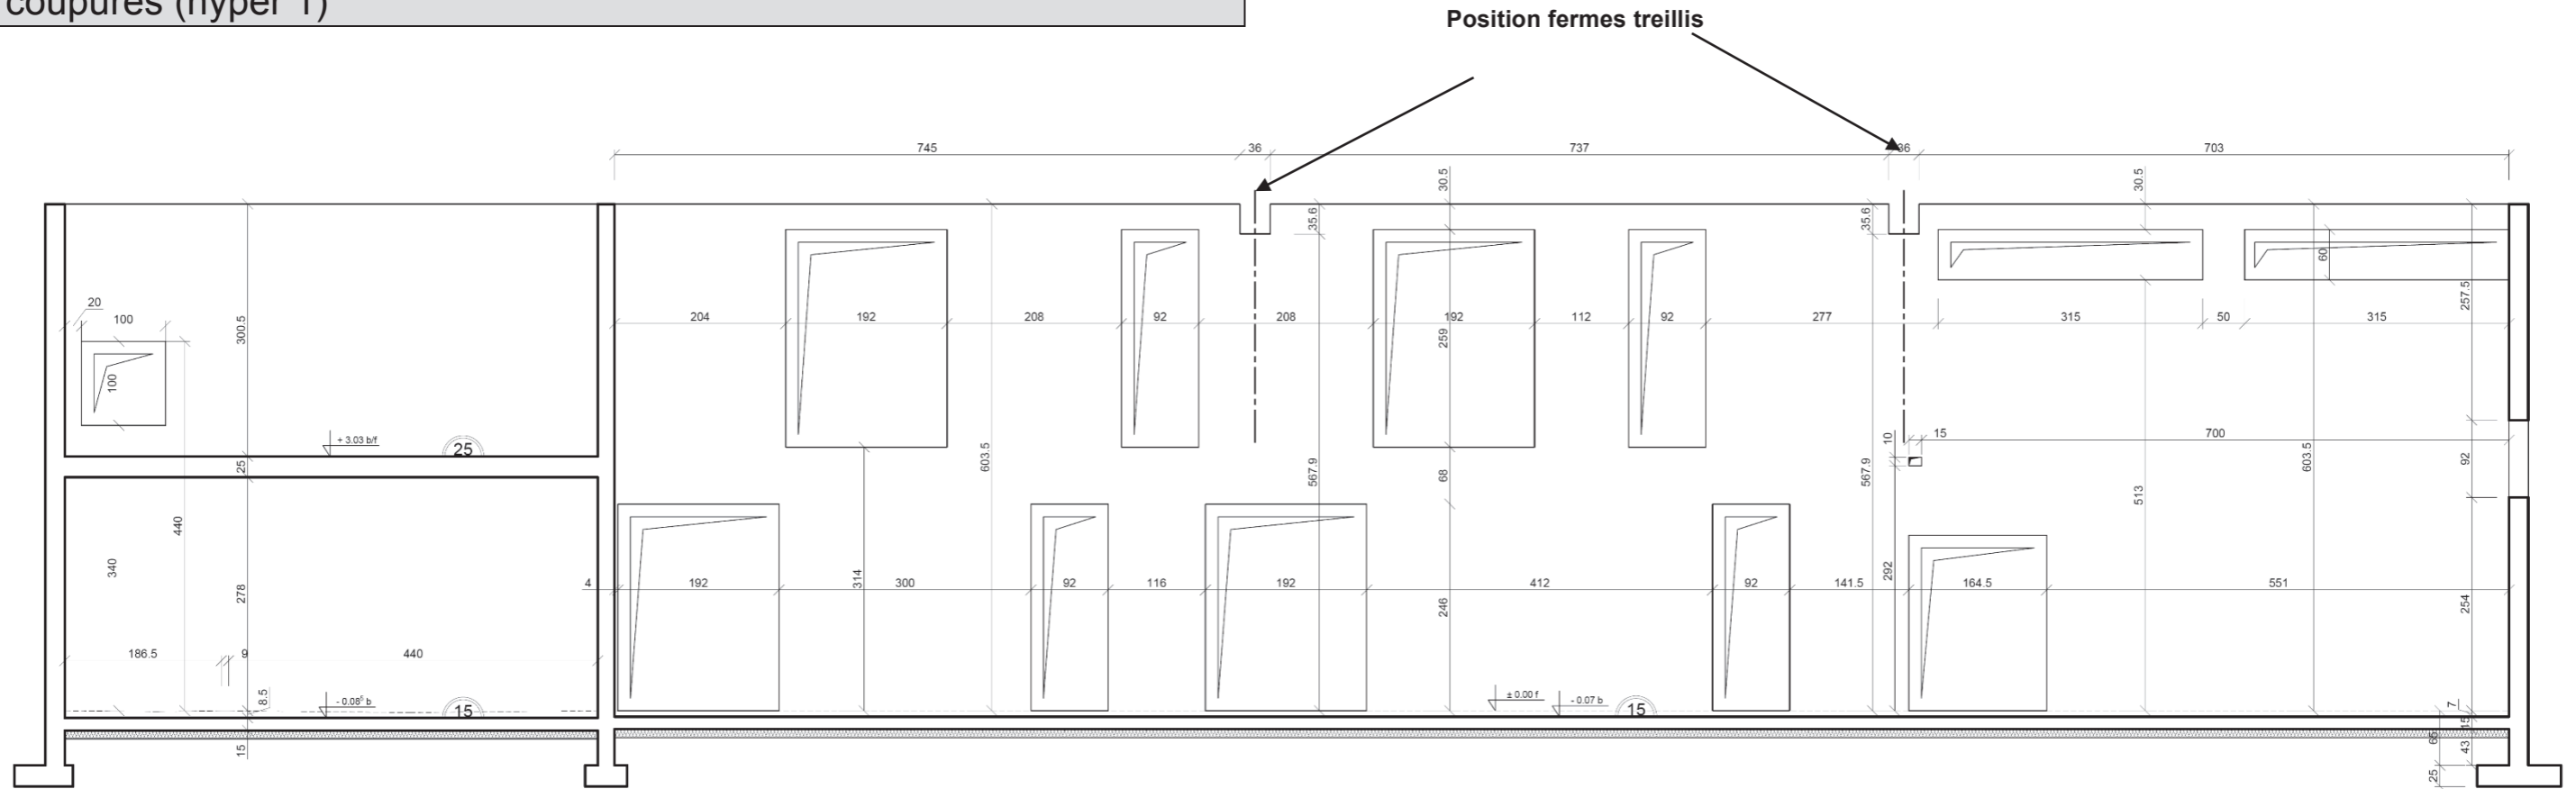 coupures (hyper 1)
Position fermes treillis
745 36 737 36 703
30.5 30.5
35.6 35.6
20
100
300.5
60
257.5
204 192 208 92 208 192 112 92 277 315 50 315
259
100
+ 3.03 b/f
25
10 15 700
25
603.5 567.9 68 567.9 603.5 92
440
513
340
278
4 192 314 300 92 116 192 412 92 141.5 292 164.5 551
246
254
186.5 9 440
8.5
- 0.08⁵ b
15
± 0.00 f
- 0.07 b
15
7
15
15
65
43
25